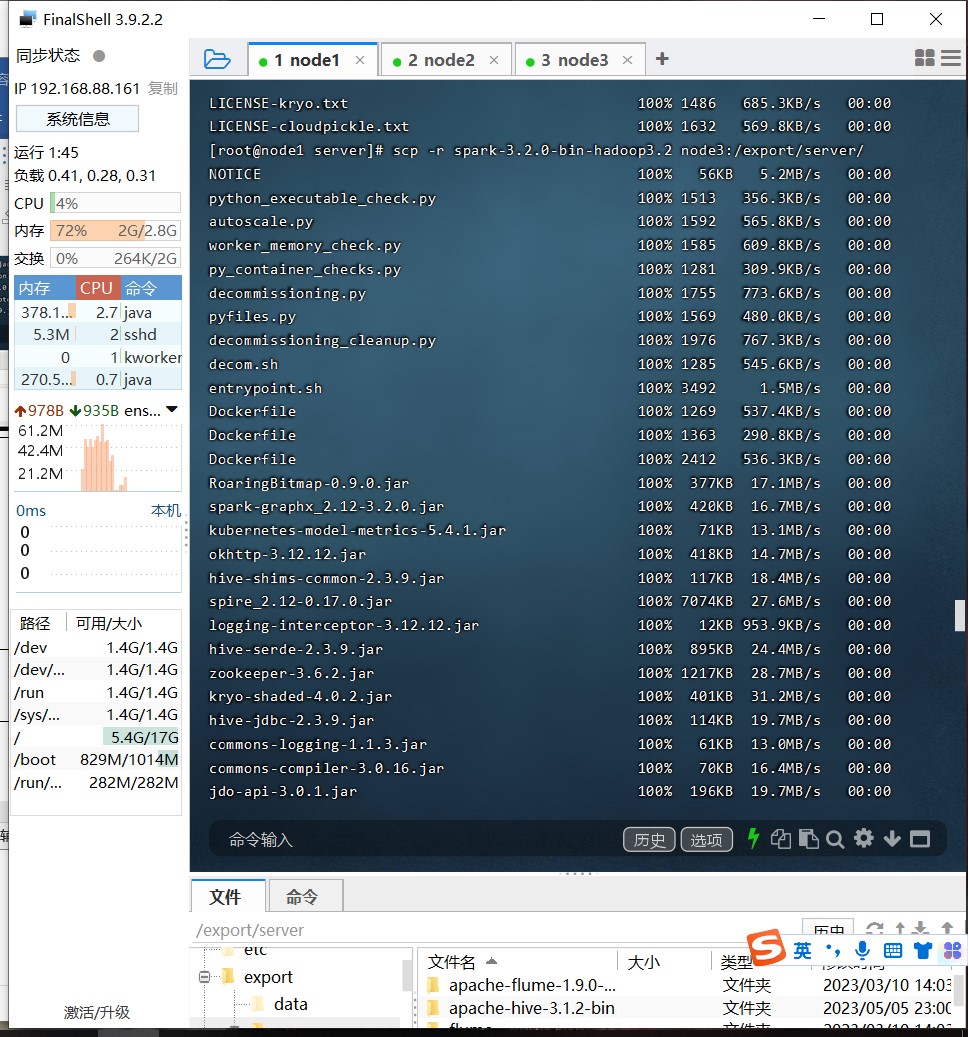 FinalShell 3.9.2.2
同步状态
IP 192.168.88.161 复制
系统信息
运行 1:45
负载 0.41, 0.28, 0.31
CPU 4%
内存 72% 2G/2.8G
交换 0% 264K/2G
内存 CPU 命令
378.1... 2.7 java
5.3M 2 sshd
0 1 kworker
270.5... 0.7 java
978B 935B ens...
61.2M
42.4M
21.2M
0ms 本机
0
0
0
路径 可用/大小
/dev 1.4G/1.4G
/dev/... 1.4G/1.4G
/run 1.4G/1.4G
/sys/... 1.4G/1.4G
/ 5.4G/17G
/boot 829M/1014M
/run/... 282M/282M
激活/升级
1 node1 2 node2 3 node3
LICENSE-kryo.txt 100% 1486 685.3KB/s 00:00
LICENSE-cloudpickle.txt 100% 1632 569.8KB/s 00:00
[root@node1 server]# scp -r spark-3.2.0-bin-hadoop3.2 node3:/export/server/
NOTICE 100% 56KB 5.2MB/s 00:00
python_executable_check.py 100% 1513 356.3KB/s 00:00
autoscale.py 100% 1592 565.8KB/s 00:00
worker_memory_check.py 100% 1585 609.8KB/s 00:00
py_container_checks.py 100% 1281 309.9KB/s 00:00
decommissioning.py 100% 1755 773.6KB/s 00:00
pyfiles.py 100% 1569 480.0KB/s 00:00
decommissioning_cleanup.py 100% 1976 767.3KB/s 00:00
decom.sh 100% 1285 545.6KB/s 00:00
entrypoint.sh 100% 3492 1.5MB/s 00:00
Dockerfile 100% 1269 537.4KB/s 00:00
Dockerfile 100% 1363 290.8KB/s 00:00
Dockerfile 100% 2412 536.3KB/s 00:00
RoaringBitmap-0.9.0.jar 100% 377KB 17.1MB/s 00:00
spark-graphx_2.12-3.2.0.jar 100% 420KB 16.7MB/s 00:00
kubernetes-model-metrics-5.4.1.jar 100% 71KB 13.1MB/s 00:00
okhttp-3.12.12.jar 100% 418KB 14.7MB/s 00:00
hive-shims-common-2.3.9.jar 100% 117KB 18.4MB/s 00:00
spire_2.12-0.17.0.jar 100% 7074KB 27.6MB/s 00:00
logging-interceptor-3.12.12.jar 100% 12KB 953.9KB/s 00:00
hive-serde-2.3.9.jar 100% 895KB 24.4MB/s 00:00
zookeeper-3.6.2.jar 100% 1217KB 28.7MB/s 00:00
kryo-shaded-4.0.2.jar 100% 401KB 31.2MB/s 00:00
hive-jdbc-2.3.9.jar 100% 114KB 19.7MB/s 00:00
commons-logging-1.1.3.jar 100% 61KB 13.0MB/s 00:00
commons-compiler-3.0.16.jar 100% 70KB 16.4MB/s 00:00
jdo-api-3.0.1.jar 100% 196KB 19.7MB/s 00:00
命令输入 历史 选项
文件 命令
/export/server 历史
etc
export
data
文件名 大小 类型 修改时间
apache-flume-1.9.0-... 文件夹 2023/03/10 14:03
apache-hive-3.1.2-bin 文件夹 2023/05/05 23:00
flume 文件夹 2023/03/10 14:03
英